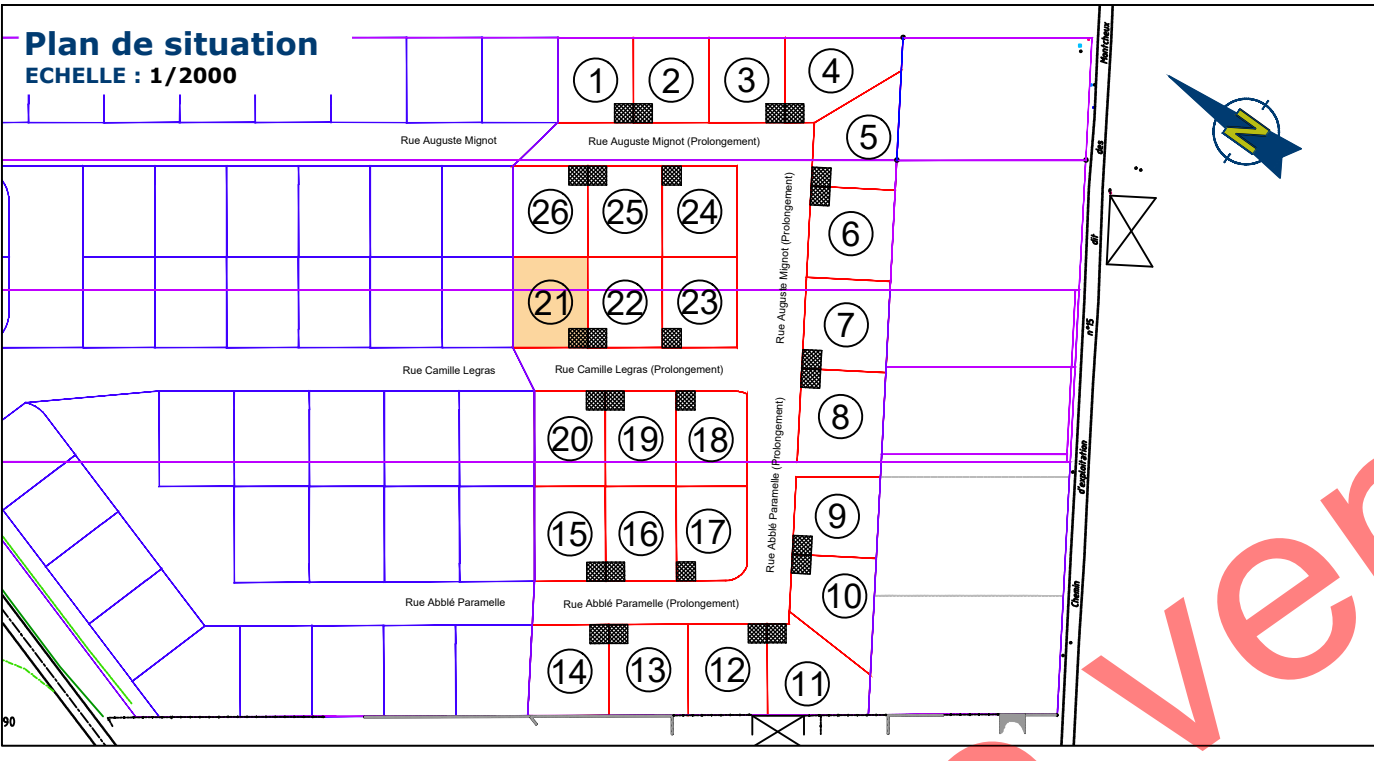 Plan de situation
ECHELLE : 1/2000
1 2 3 4
5
Rue Auguste Mignot
Rue Auguste Mignot (Prolongement)
N
26 25 24
6
Rue Auguste Mignot (Prolongement)
21 22 23
7
Rue Camille Legras
Rue Camille Legras (Prolongement)
20 19 18
8
Rue Abblé Paramelle (Prolongement)
15 16 17
9
10
Rue Abblé Paramelle
Rue Abblé Paramelle (Prolongement)
14 13 12 11
Chemin d'exploitation n°15 dit des Montcheux
90
ver